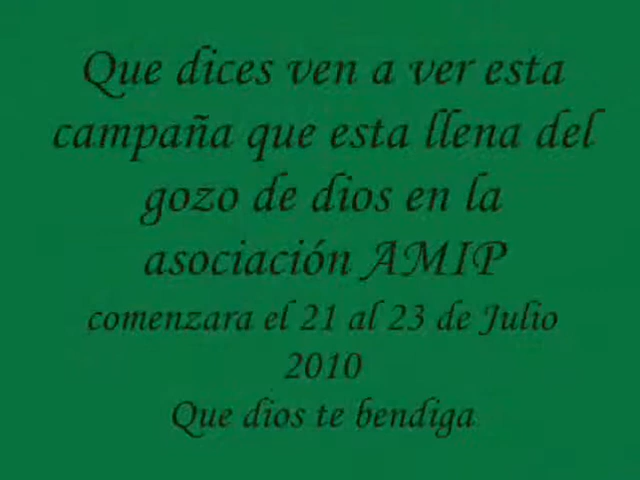 Que dices ven a ver esta
campaña que esta llena del
gozo de dios en la
asociación AMIP
comenzara el 21 al 23 de Julio
2010
Que dios te bendiga